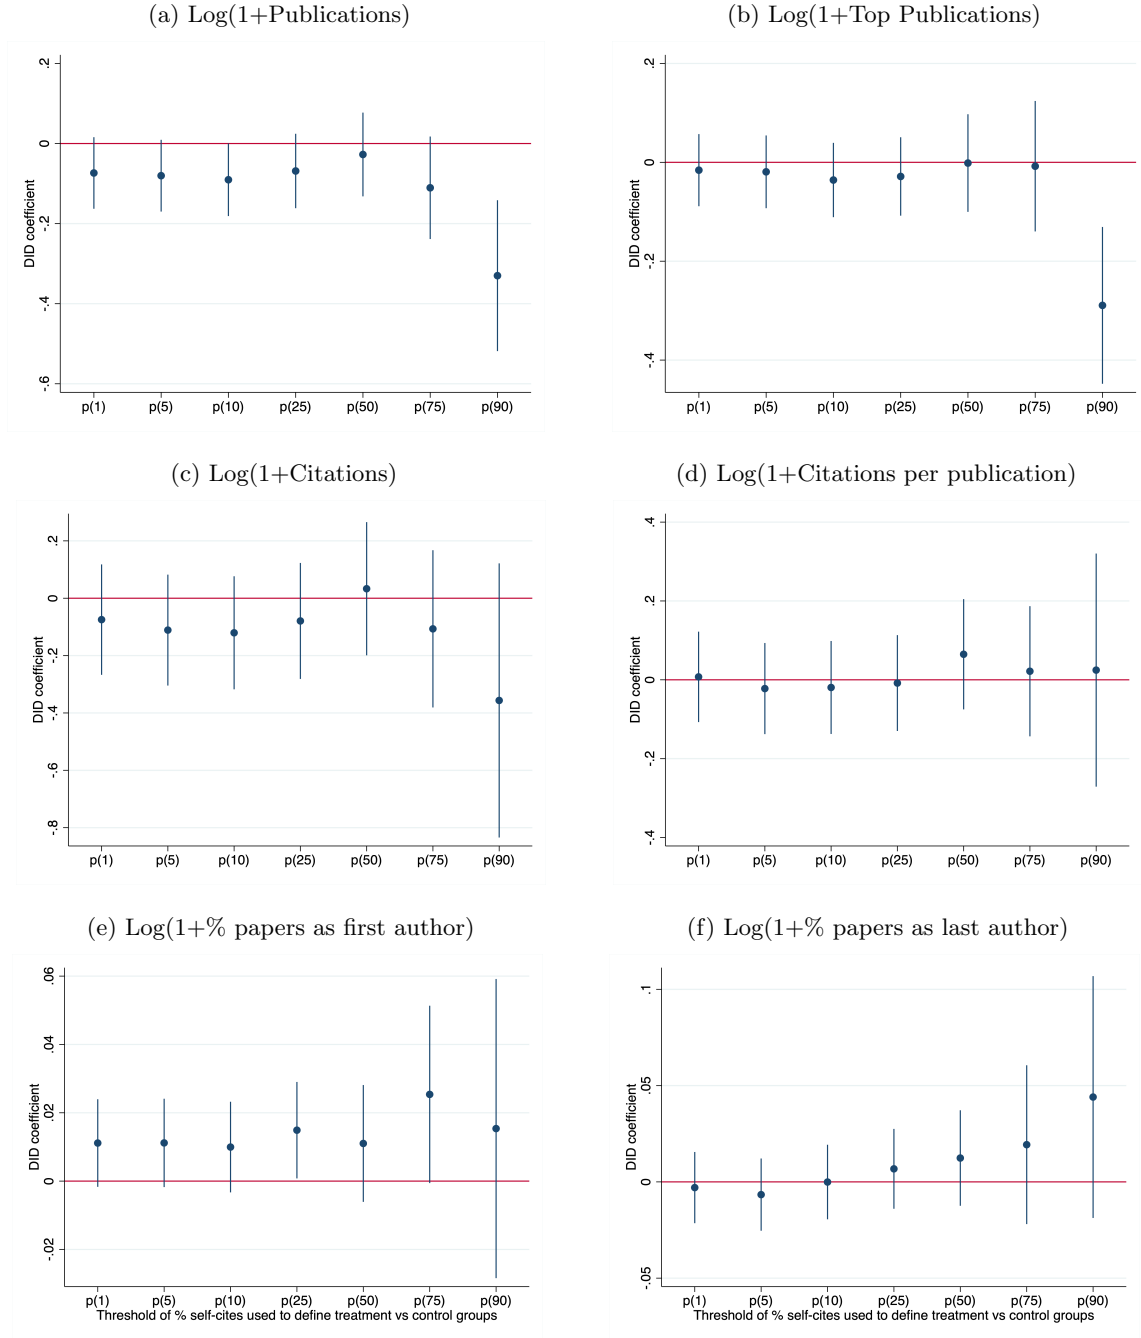 (a) Log(1+Publications)
DID coefficient
.2
0
-.2
-.4
-.6
p(1) p(5) p(10) p(25) p(50) p(75) p(90)
(b) Log(1+Top Publications)
DID coefficient
.2
0
-.2
-.4
p(1) p(5) p(10) p(25) p(50) p(75) p(90)
(c) Log(1+Citations)
DID coefficient
.2
0
-.2
-.4
-.6
-.8
p(1) p(5) p(10) p(25) p(50) p(75) p(90)
(d) Log(1+Citations per publication)
DID coefficient
.4
.2
0
-.2
-.4
p(1) p(5) p(10) p(25) p(50) p(75) p(90)
(e) Log(1+% papers as first author)
DID coefficient
.06
.04
.02
0
-.02
p(1) p(5) p(10) p(25) p(50) p(75) p(90)
Threshold of % self-cites used to define treatment vs control groups
(f) Log(1+% papers as last author)
DID coefficient
.1
.05
0
-.05
p(1) p(5) p(10) p(25) p(50) p(75) p(90)
Threshold of % self-cites used to define treatment vs control groups